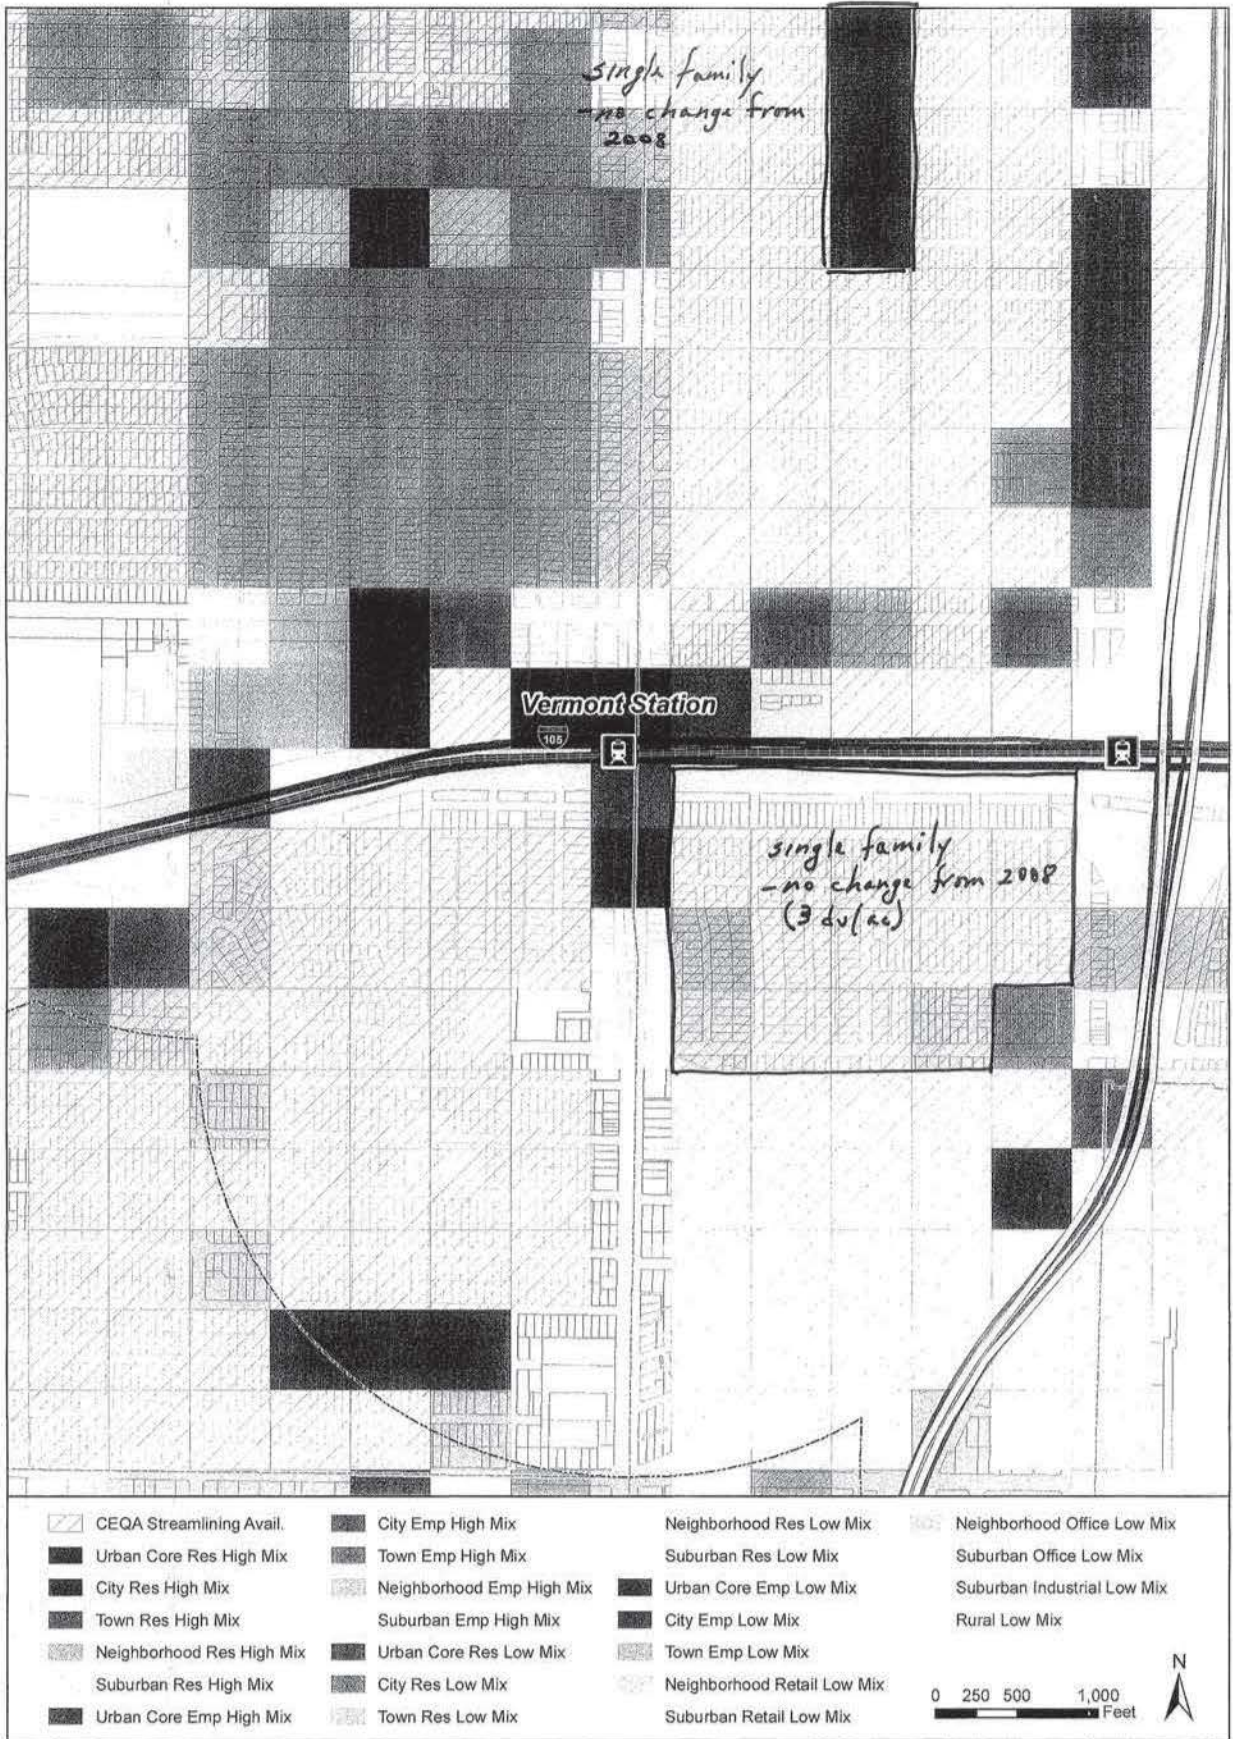 single family
-no change from
2008
Vermont Station
105
single family
-no change from 2008
(3 du/ac)
CEQA Streamlining Avail.
Urban Core Res High Mix
City Res High Mix
Town Res High Mix
Neighborhood Res High Mix
Suburban Res High Mix
Urban Core Emp High Mix
City Emp High Mix
Town Emp High Mix
Neighborhood Emp High Mix
Suburban Emp High Mix
Urban Core Res Low Mix
City Res Low Mix
Town Res Low Mix
Neighborhood Res Low Mix
Suburban Res Low Mix
Urban Core Emp Low Mix
City Emp Low Mix
Town Emp Low Mix
Neighborhood Retail Low Mix
Suburban Retail Low Mix
Neighborhood Office Low Mix
Suburban Office Low Mix
Suburban Industrial Low Mix
Rural Low Mix
N
0 250 500 1,000
Feet